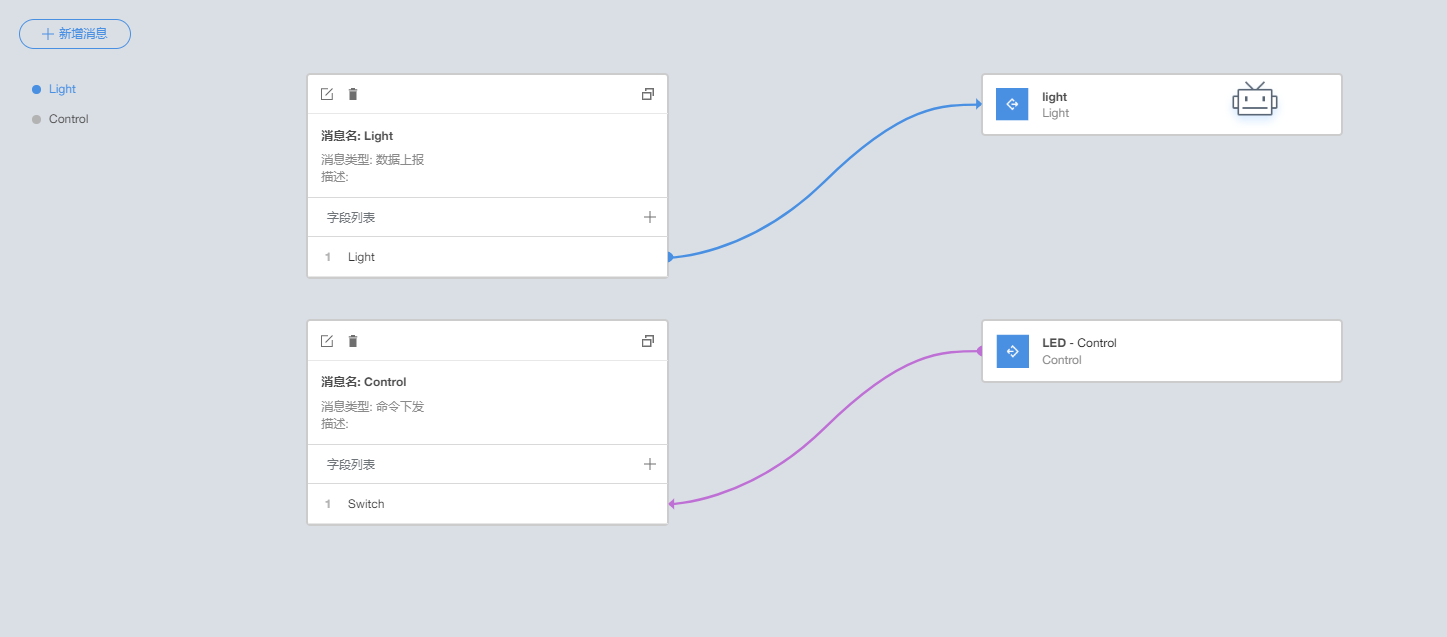 新增消息
Light
Control
消息名: Light
消息类型: 数据上报
描述:
字段列表
1 Light
light
Light
消息名: Control
消息类型: 命令下发
描述:
字段列表
1 Switch
LED - Control
Control